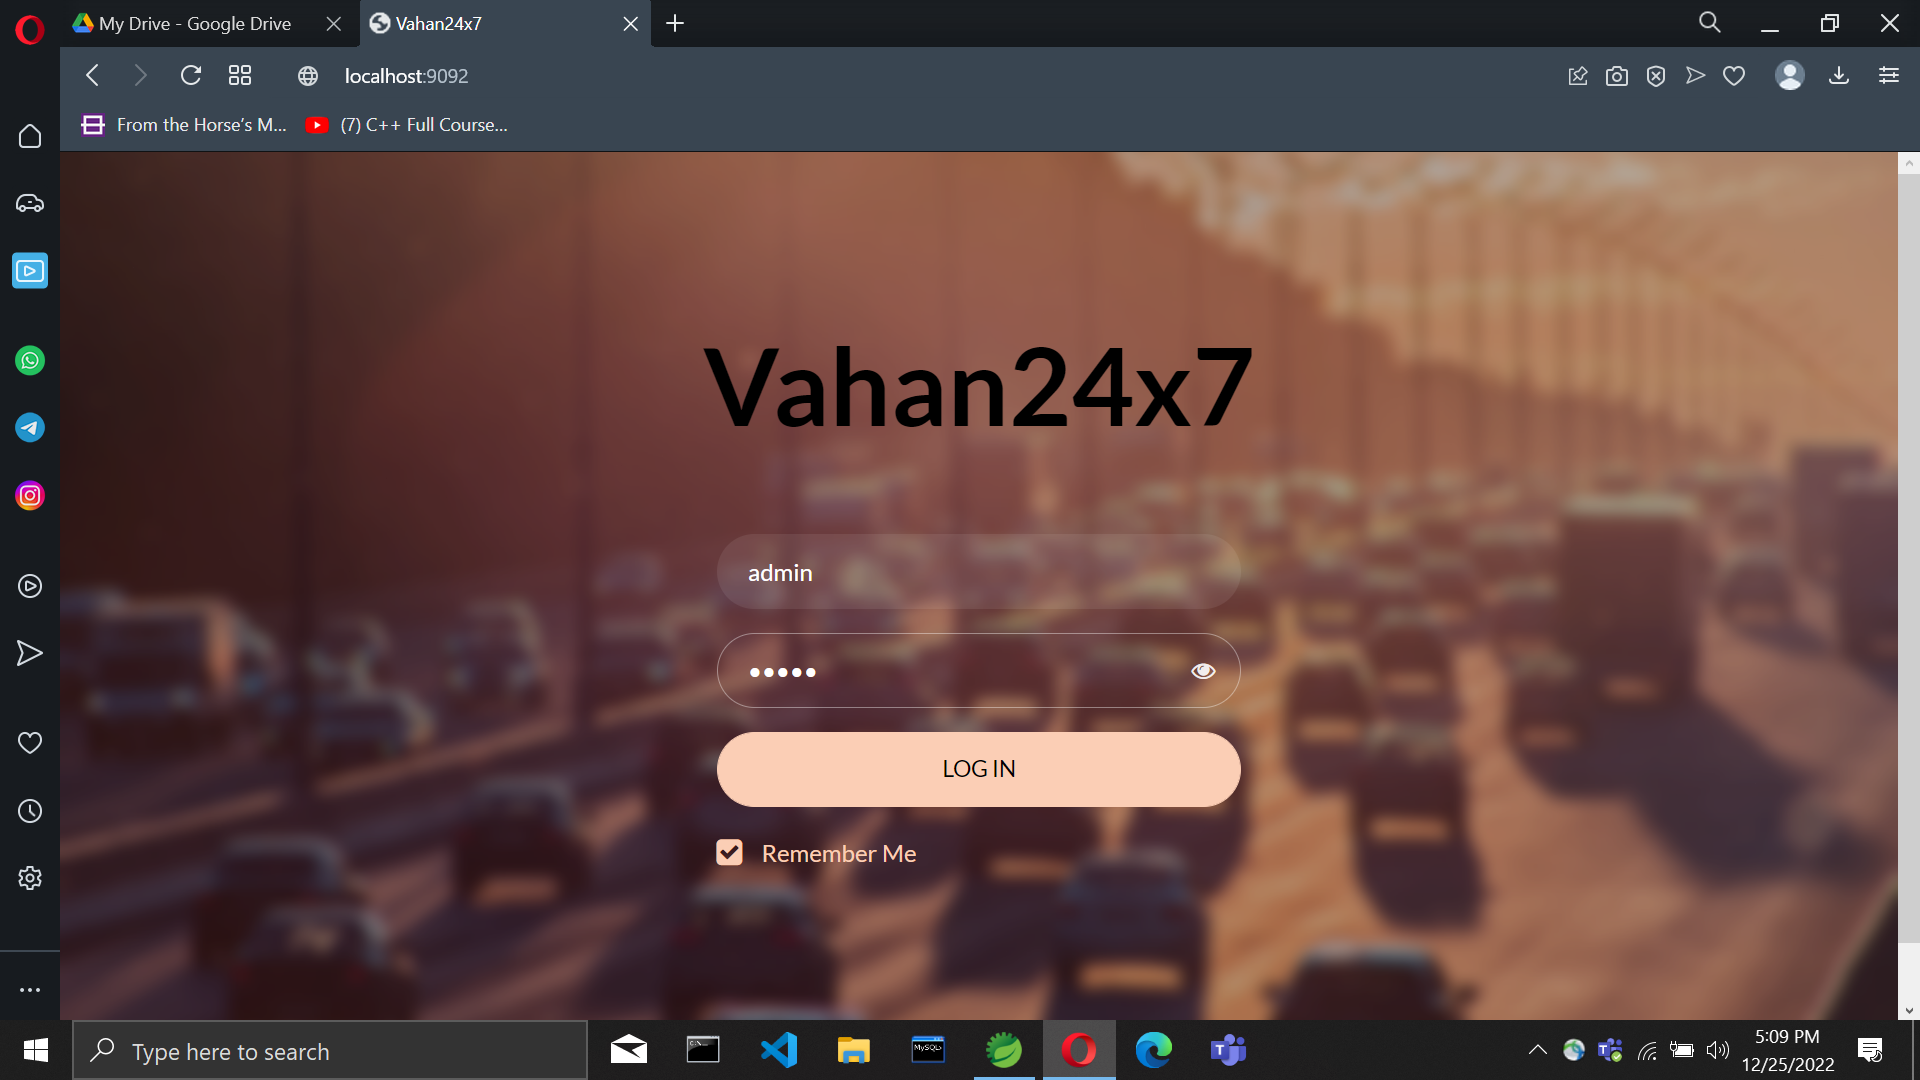 My Drive - Google Drive
Vahan24x7
localhost:9092
From the Horse's M...
(7) C++ Full Course...
Vahan24x7
admin
•••••
LOG IN
Remember Me
Type here to search
MySQL
5:09 PM
12/25/2022